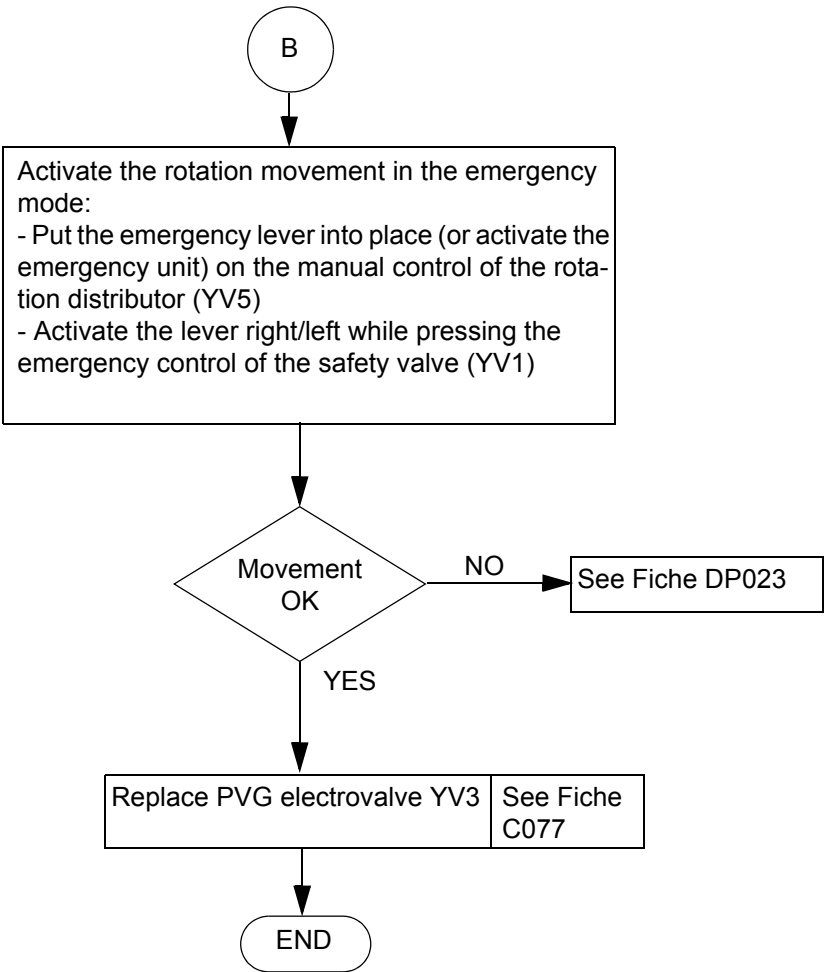 B
Activate the rotation movement in the emergency
mode:
- Put the emergency lever into place (or activate the
emergency unit) on the manual control of the rota-
tion distributor (YV5)
- Activate the lever right/left while pressing the
emergency control of the safety valve (YV1)
Movement
OK
NO
See Fiche DP023
YES
Replace PVG electrovalve YV3
See Fiche
C077
END